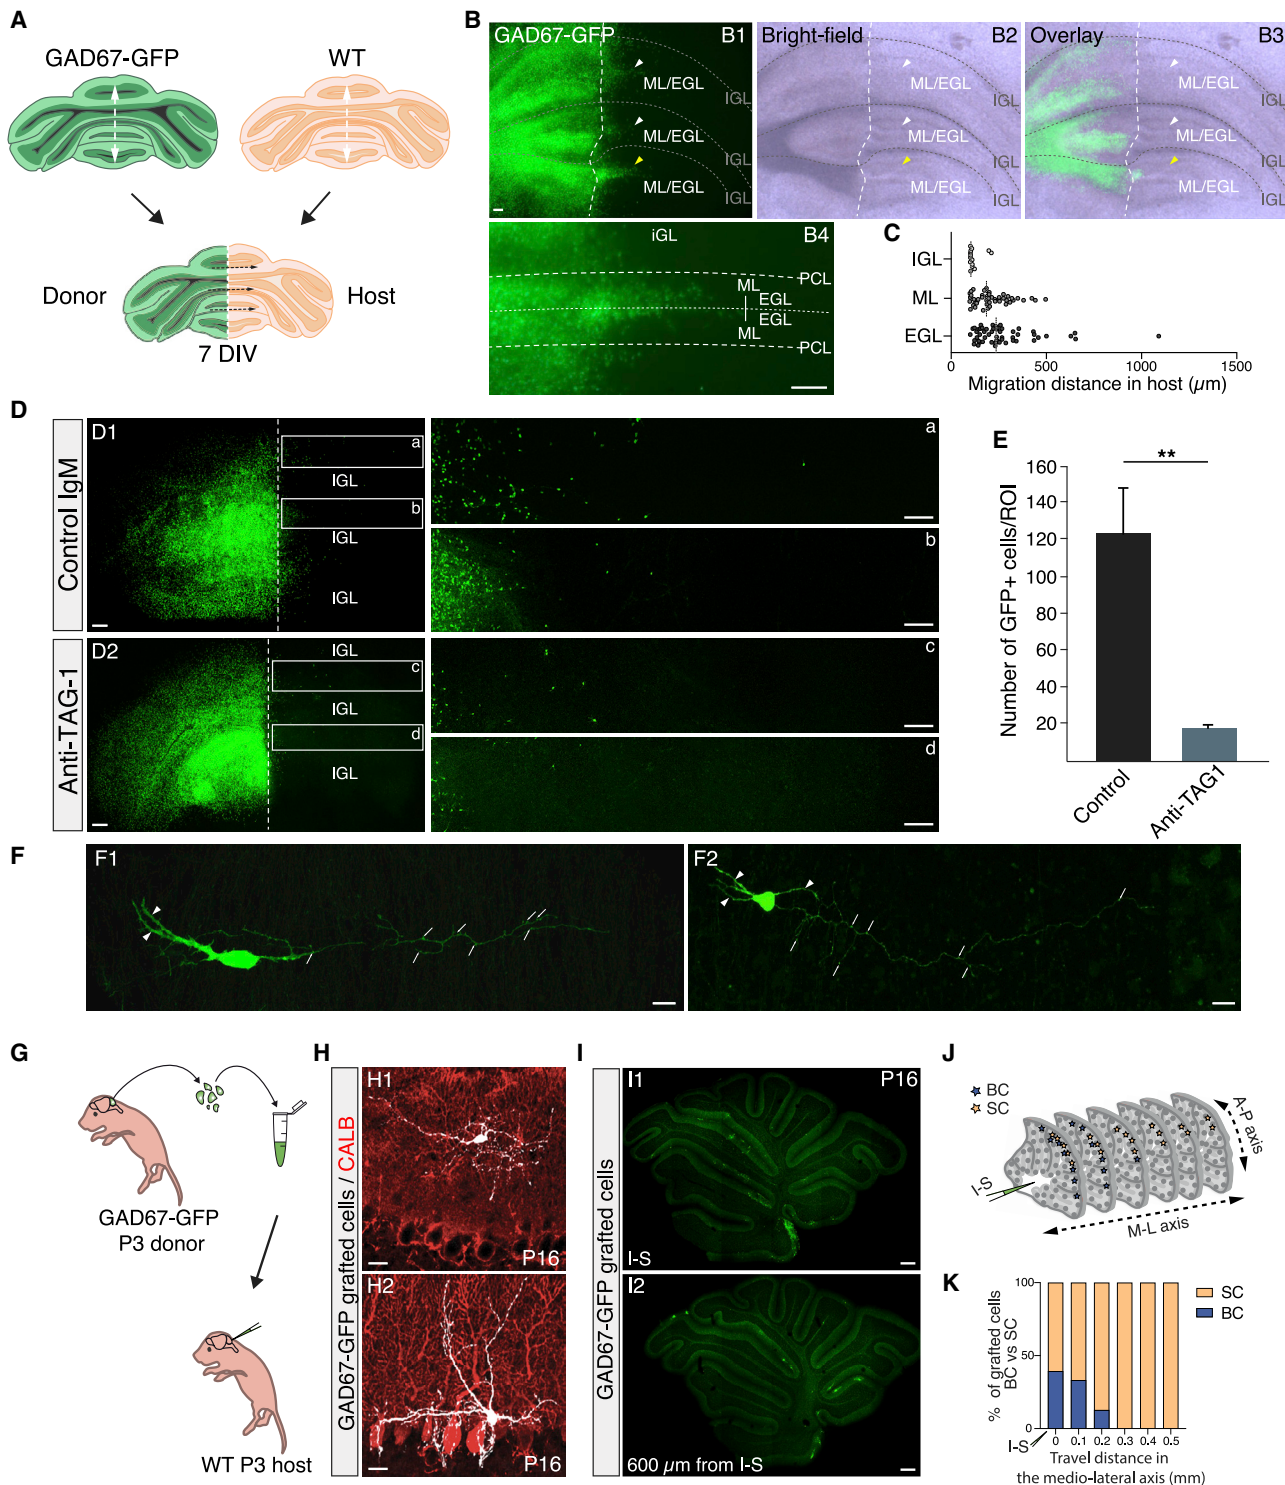 A
GAD67-GFP
WT
Donor
Host
7 DIV
B
GAD67-GFP
B1
ML/EGL
IGL
ML/EGL
IGL
ML/EGL
IGL
Bright-field
B2
ML/EGL
IGL
ML/EGL
IGL
ML/EGL
IGL
Overlay
B3
ML/EGL
IGL
ML/EGL
IGL
ML/EGL
IGL
iGL
B4
PCL
ML
EGL
EGL
ML
PCL
C
IGL
ML
EGL
0
500
1000
1500
Migration distance in host (µm)
D
Control IgM
D1
a
IGL
b
IGL
IGL
a
b
Anti-TAG-1
D2
IGL
c
IGL
d
IGL
c
d
E
Number of GFP+ cells/ROI
160
140
120
100
80
60
40
20
**
Control
Anti-TAG1
F
F1
F2
G
GAD67-GFP
P3 donor
WT P3 host
H
GAD67-GFP grafted cells / CALB
H1
P16
H2
P16
I
GAD67-GFP grafted cells
I1
P16
I-S
I2
600 µm from I-S
J
BC
SC
A-P axis
I-S
M-L axis
K
% of grafted cells
BC vs SC
100
50
0
SC
BC
I-S
0
0.1
0.2
0.3
0.4
0.5
Travel distance in
the medio-lateral axis (mm)